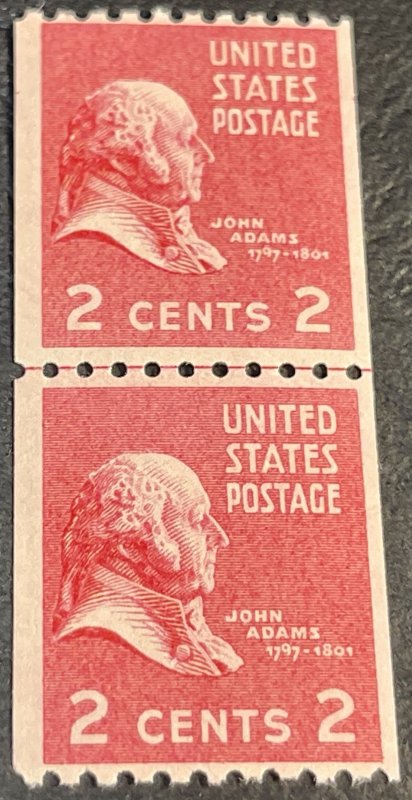 UNITED
STATES
POSTAGE
JOHN
ADAMS
1797-1801
2 CENTS 2
UNITED
STATES
POSTAGE
JOHN
ADAMS
1797-1801
2 CENTS 2